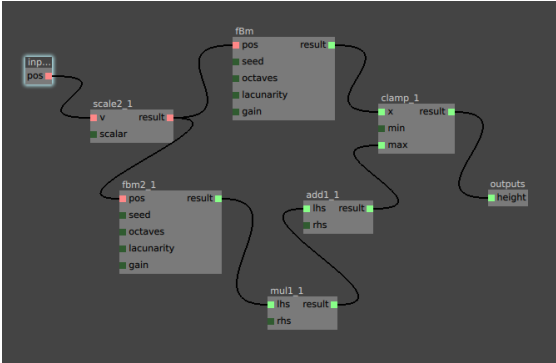 inp...
pos
scale2_1
v result
scalar
fBm
pos result
seed
octaves
lacunarity
gain
clamp_1
x result
min
max
fbm2_1
pos result
seed
octaves
lacunarity
gain
add1_1
lhs result
rhs
mul1_1
lhs result
rhs
outputs
height